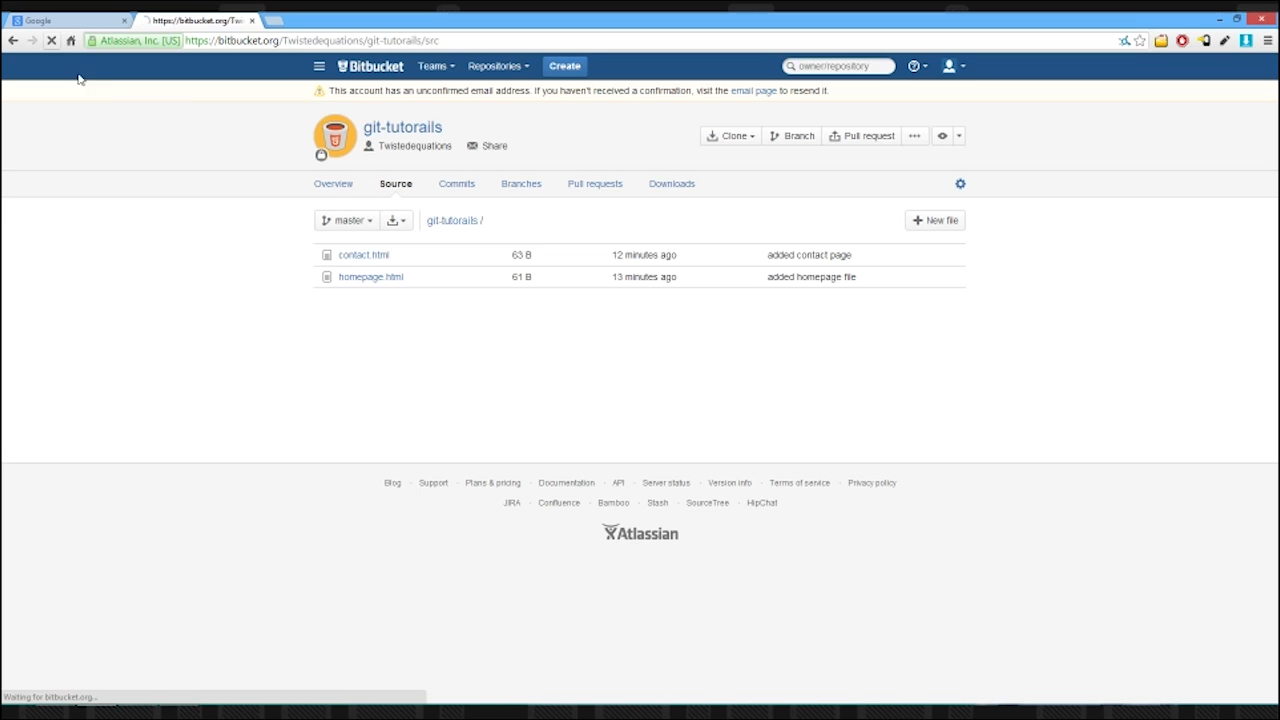 Google
https://bitbucket.org/Twi
Atlassian, Inc. [US] https://bitbucket.org/Twistedequations/git-tutorails/src
Bitbucket Teams Repositories Create owner/repository
This account has an unconfirmed email address. If you haven't received a confirmation, visit the email page to resend it.
git-tutorails
Twistedequations Share
Clone Branch Pull request
Overview Source Commits Branches Pull requests Downloads
master git-tutorails / New file
contact.html 63 B 12 minutes ago added contact page
homepage.html 61 B 13 minutes ago added homepage file
Blog · Support · Plans & pricing · Documentation · API · Server status · Version info · Terms of service · Privacy policy
JIRA · Confluence · Bamboo · Stash · SourceTree · HipChat
Atlassian
Waiting for bitbucket.org...